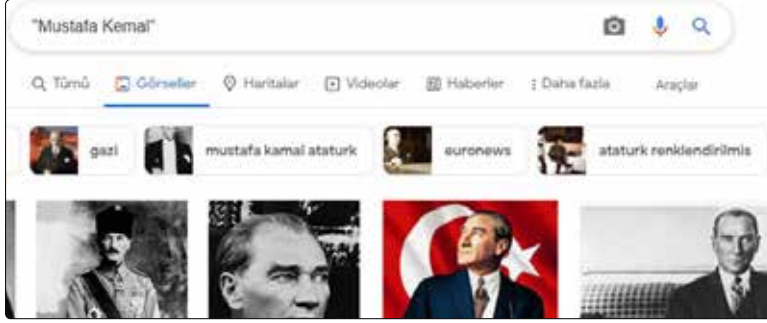 "Mustafa Kemal"
Tümü Görseller Haritalar Videolar Haberler Daha fazla Araçlar
gazi mustafa kamal ataturk euronews ataturk renklendirilmis